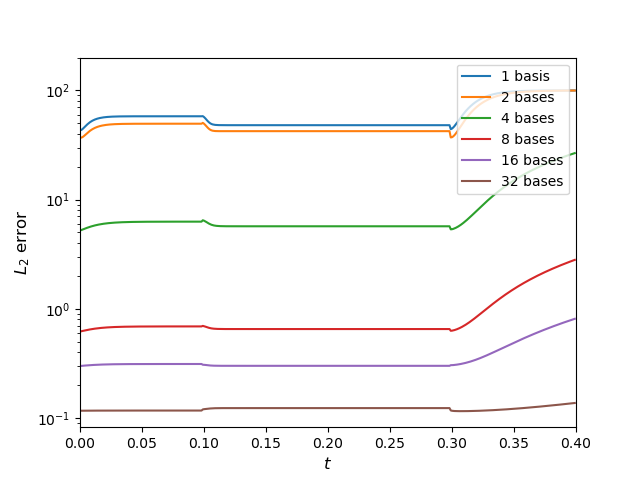 1 basis
2 bases
4 bases
8 bases
16 bases
32 bases
10²
10¹
10⁰
10⁻¹
L₂ error
0.00 0.05 0.10 0.15 0.20 0.25 0.30 0.35 0.40
t